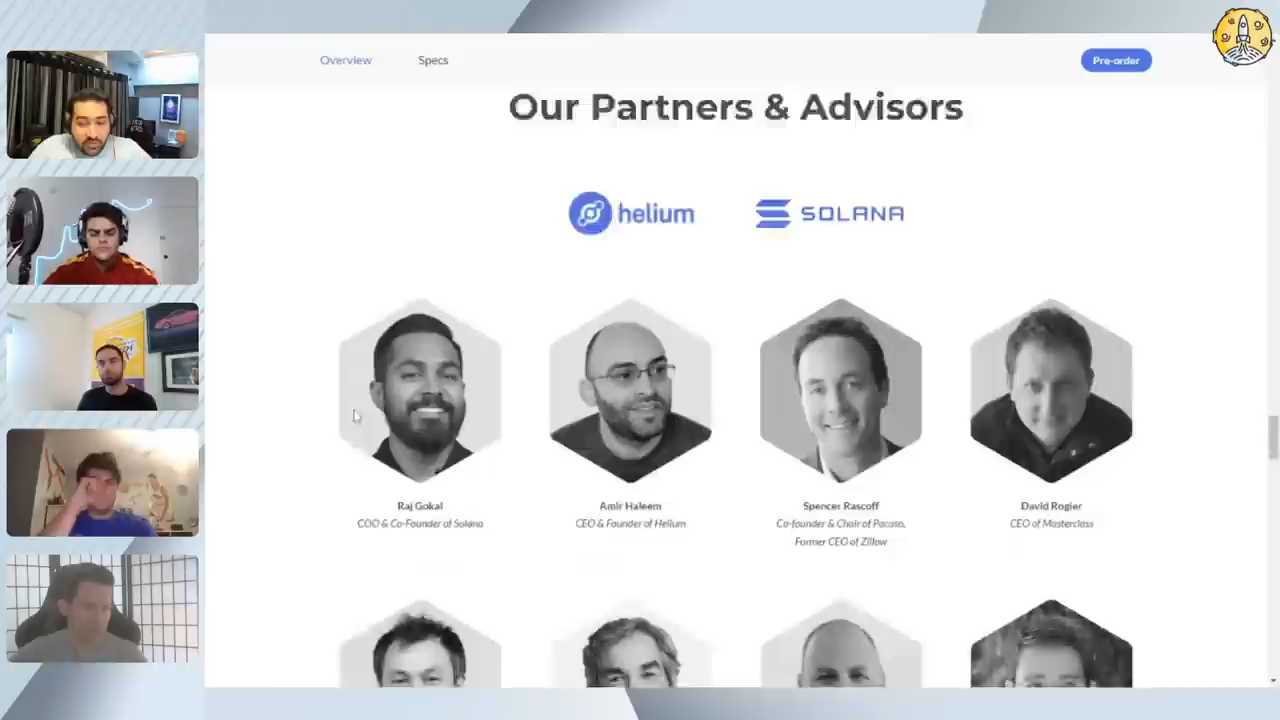 Overview
Specs
Pre-order
Our Partners & Advisors
helium
SOLANA
Raj Gokal
COO & Co-Founder of Solana
Amir Haleem
CEO & Founder of Helium
Spencer Rascoff
Co-founder & Chair of Pacaso,
Former CEO of Zillow
David Rogier
CEO of Masterclass